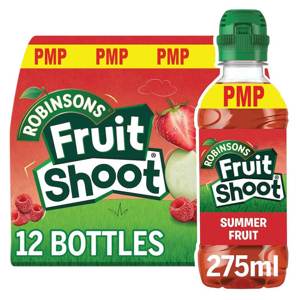 PMP PMP PMP
ROBINSONS
Fruit
Shoot®
12 BOTTLES
PMP
ROBINSONS
Fruit
Shoot®
SUMMER
FRUIT
275ml